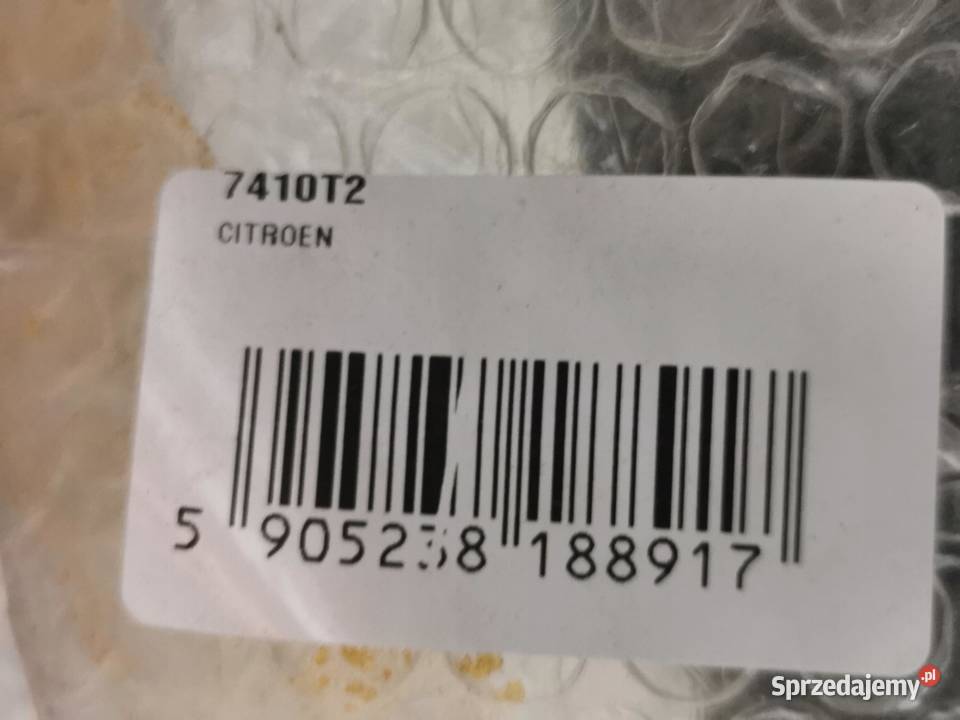 7410T2
CITROEN
5 905238 188917
Sprzedajemy.pl